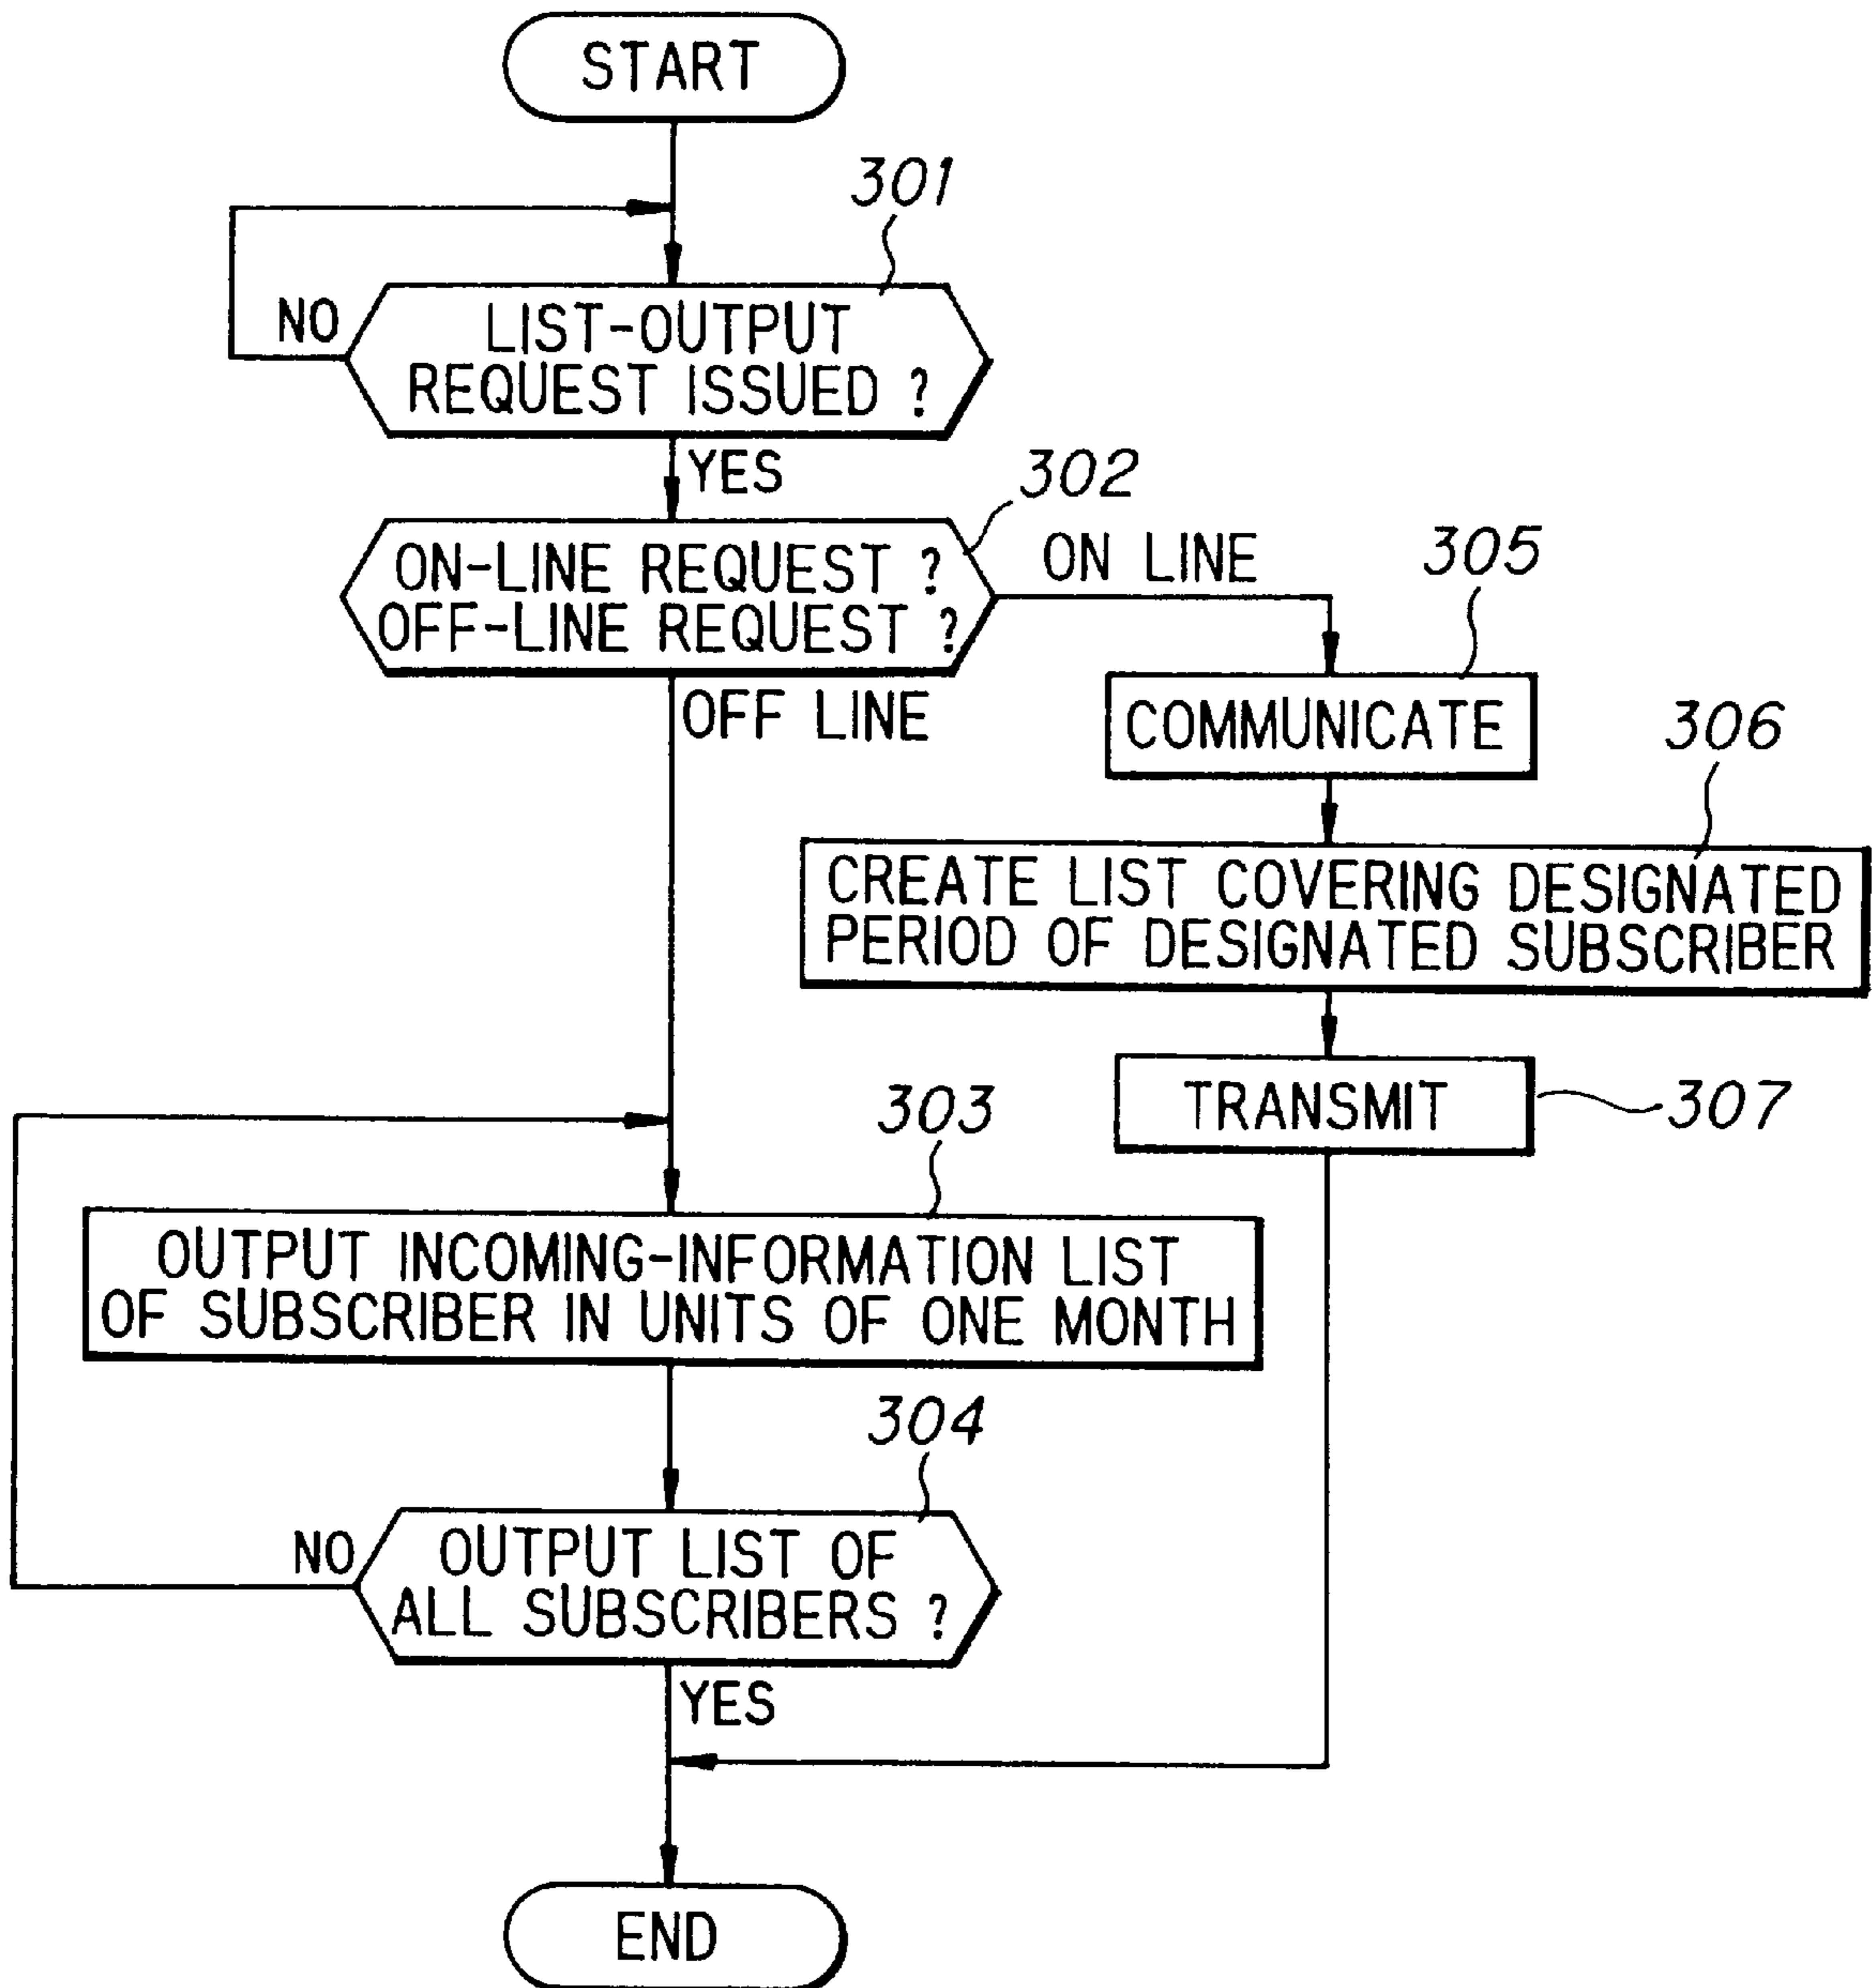 START
301
NO
LIST-OUTPUT
REQUEST ISSUED ?
YES
302
ON-LINE REQUEST ?
OFF-LINE REQUEST ?
ON LINE
305
OFF LINE
COMMUNICATE
306
CREATE LIST COVERING DESIGNATED
PERIOD OF DESIGNATED SUBSCRIBER
TRANSMIT
307
303
OUTPUT INCOMING-INFORMATION LIST
OF SUBSCRIBER IN UNITS OF ONE MONTH
304
NO
OUTPUT LIST OF
ALL SUBSCRIBERS ?
YES
END